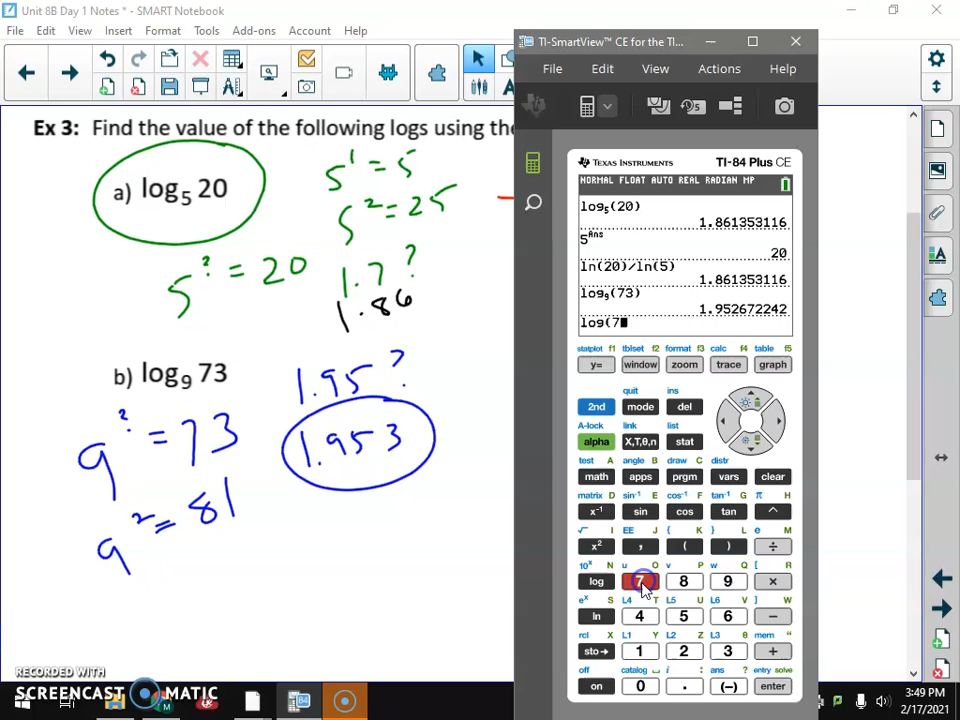 Unit 8B Day 1 Notes * - SMART Notebook
File Edit View Insert Format Tools Add-ons Account Help
Ex 3: Find the value of the following logs using the
a) log₅ 20
5¹ = 5
5² = 25
5^? = 20
1.7 ?
1.86
b) log₉ 73
1.95 ?
9^? = 73
1.953
9² = 81
TI-SmartView™ CE for the TI...
File Edit View Actions Help
TEXAS INSTRUMENTS TI-84 Plus CE
NORMAL FLOAT AUTO REAL RADIAN MP
log₅(20)
1.861353116
5^Ans
20
ln(20)/ln(5)
1.861353116
log₉(73)
1.952672242
log(7
statplot f1 tblset f2 format f3 calc f4 table f5
y= window zoom trace graph
quit ins
2nd mode del
A-lock link list
alpha X,T,θ,n stat
test A angle B draw C distr
math apps prgm vars clear
matrix D sin⁻¹ E cos⁻¹ F tan⁻¹ G π H
x⁻¹ sin cos tan ^
√ I EE J { K } L e M
x² , ( ) ÷
10ˣ N u O v P w Q [ R
log 7 8 9 ×
eˣ S L4 T L5 U L6 V ] W
ln 4 5 6 −
rcl X L1 Y L2 Z L3 θ mem "
sto→ 1 2 3 +
off catalog i : ans ? entry solve
on 0 . (−) enter
RECORDED WITH
SCREENCAST MATIC
3:49 PM
2/17/2021